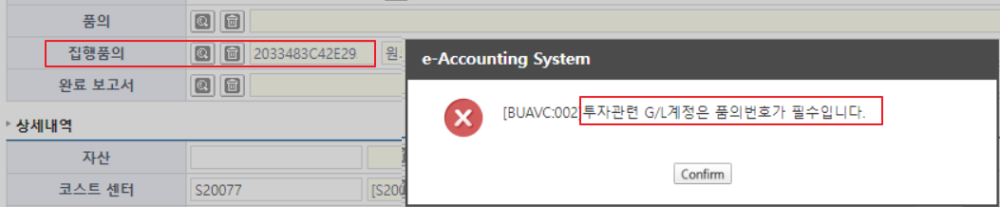 품의
집행품의 2033483C42E29 원
완료 보고서
상세내역
자산
코스트 센터 S20077 [S200
e-Accounting System
[BUAVC:002]투자관련 G/L계정은 품의번호가 필수입니다.
Confirm